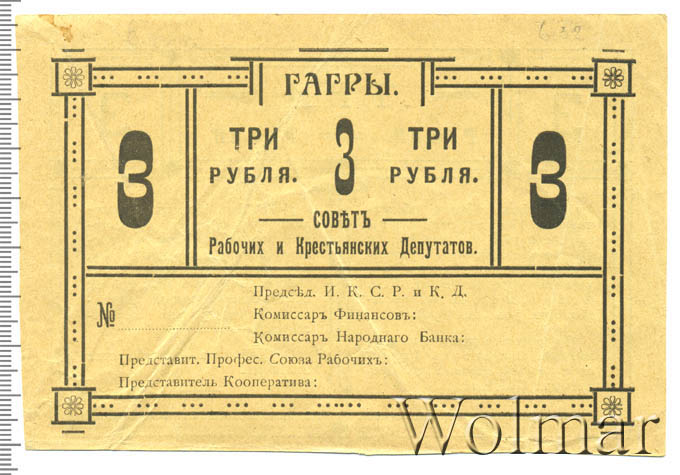 ГАГРЫ.
3 ТРИ 3 ТРИ 3
РУБЛЯ. РУБЛЯ.
СОВѢТЪ
Рабочих и Крестьянских Депутатов.
Предсѣд. И. К. С. Р. и К. Д.
№ Комиссаръ Финансовъ:
Комиссаръ Народнаго Банка:
Представит. Профес. Союза Рабочихъ:
Представитель Кооператива:
Wolmar